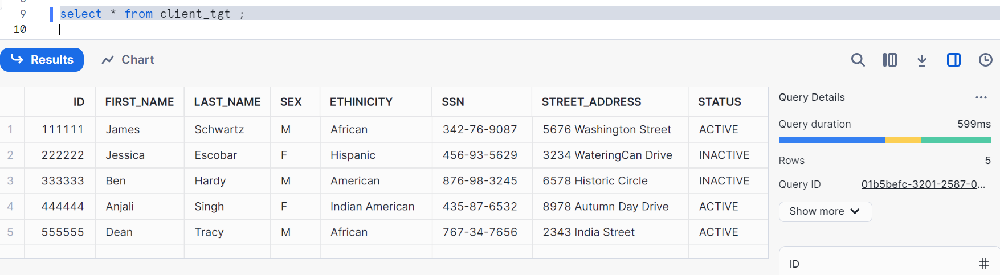 9 select * from client_tgt ;
10
Results Chart
ID FIRST_NAME LAST_NAME SEX ETHINICITY SSN STREET_ADDRESS STATUS
1 111111 James Schwartz M African 342-76-9087 5676 Washington Street ACTIVE
2 222222 Jessica Escobar F Hispanic 456-93-5629 3234 WateringCan Drive INACTIVE
3 333333 Ben Hardy M American 876-98-3245 6578 Historic Circle INACTIVE
4 444444 Anjali Singh F Indian American 435-87-6532 8978 Autumn Day Drive ACTIVE
5 555555 Dean Tracy M African 767-34-7656 2343 India Street ACTIVE
Query Details ...
Query duration 599ms
Rows 5
Query ID 01b5befc-3201-2587-0...
Show more
ID #